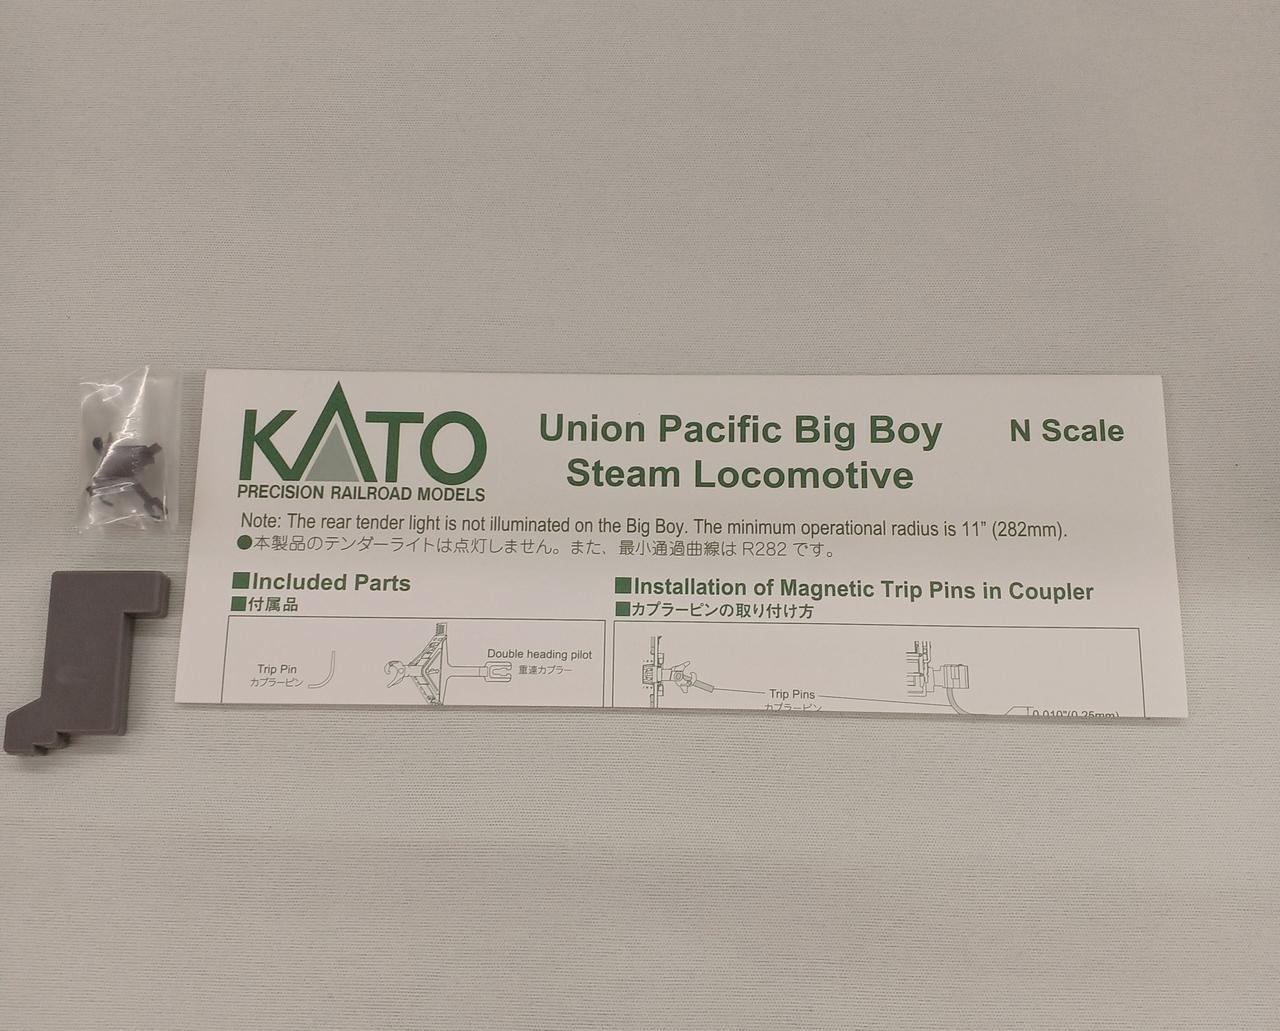 KATO
PRECISION RAILROAD MODELS
Union Pacific Big Boy
Steam Locomotive
N Scale
Note: The rear tender light is not illuminated on the Big Boy. The minimum operational radius is 11” (282mm).
●本製品のテンダーライトは点灯しません。また、最小通過曲線は R282 です。
■Included Parts
■付属品
Trip Pin
カプラーピン
Double heading pilot
重連カプラー
■Installation of Magnetic Trip Pins in Coupler
■カプラーピンの取り付け方
Trip Pins
カプラーピン
0.010"(0.25mm)